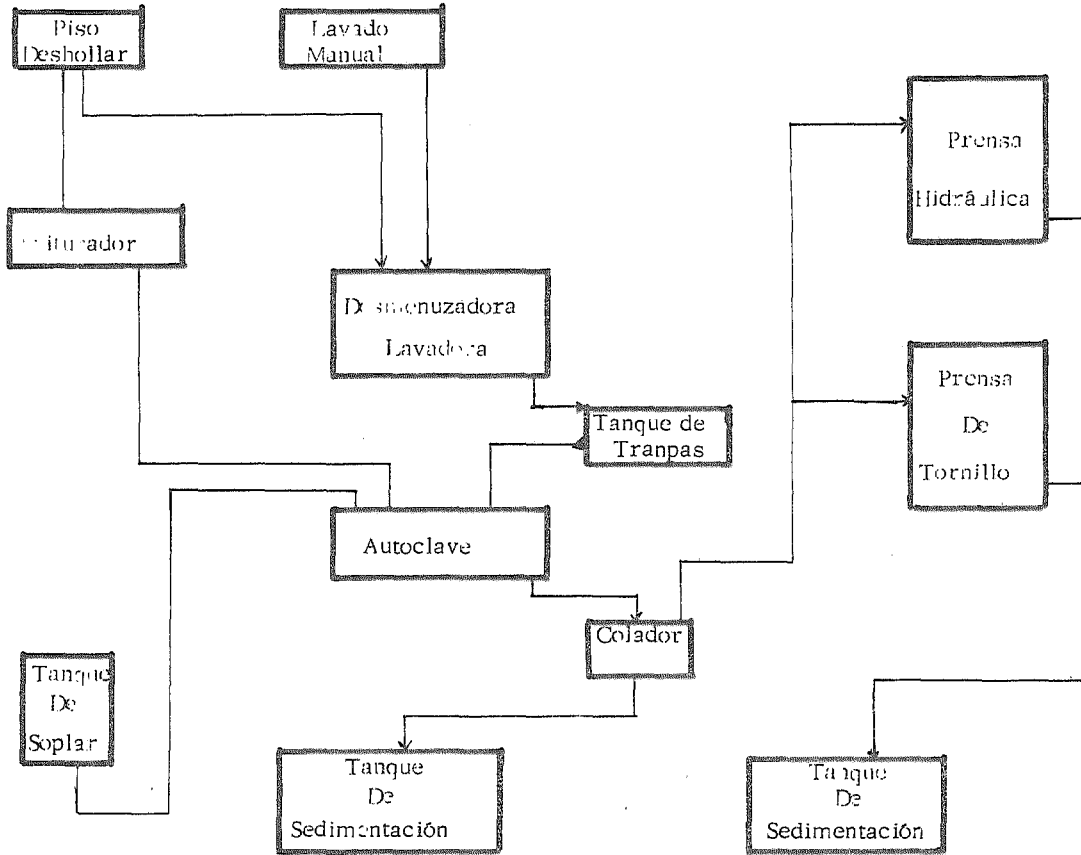 Piso
Deshollar
Lavado
Manual
Prensa
Hidráulica
Desmenuzadora
Lavadora
Prensa
De
Tornillo
Tanque de
Tranpas
Autoclave
Colador
Tanque
De
Soplar
Tanque
De
Sedimentación
Tanque
De
Sedimentación